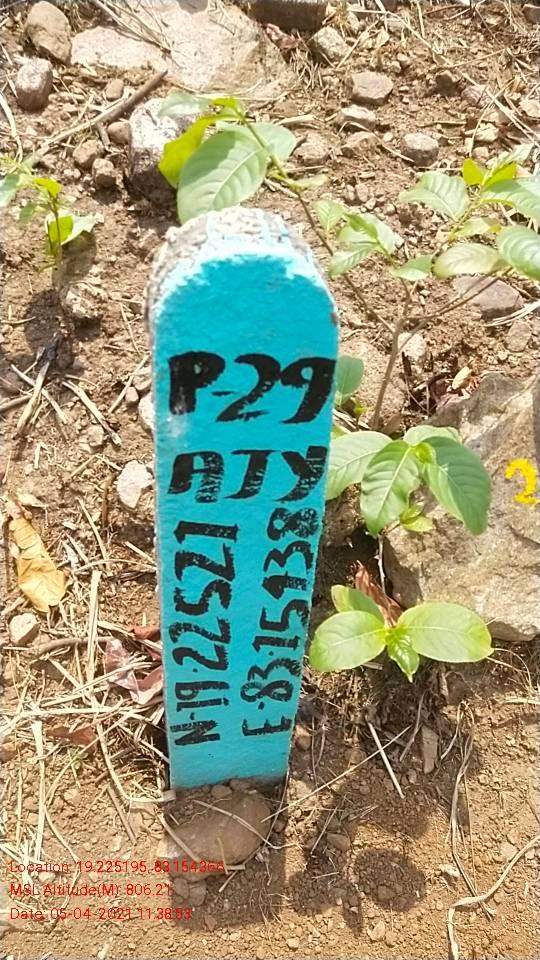 P-29
AJY
N-19-22521
E-83-15438
2
Location: 19.225195, 83.154366
MSL Altitude(M): 806.21
Date: 05-04-2021 11:38:53